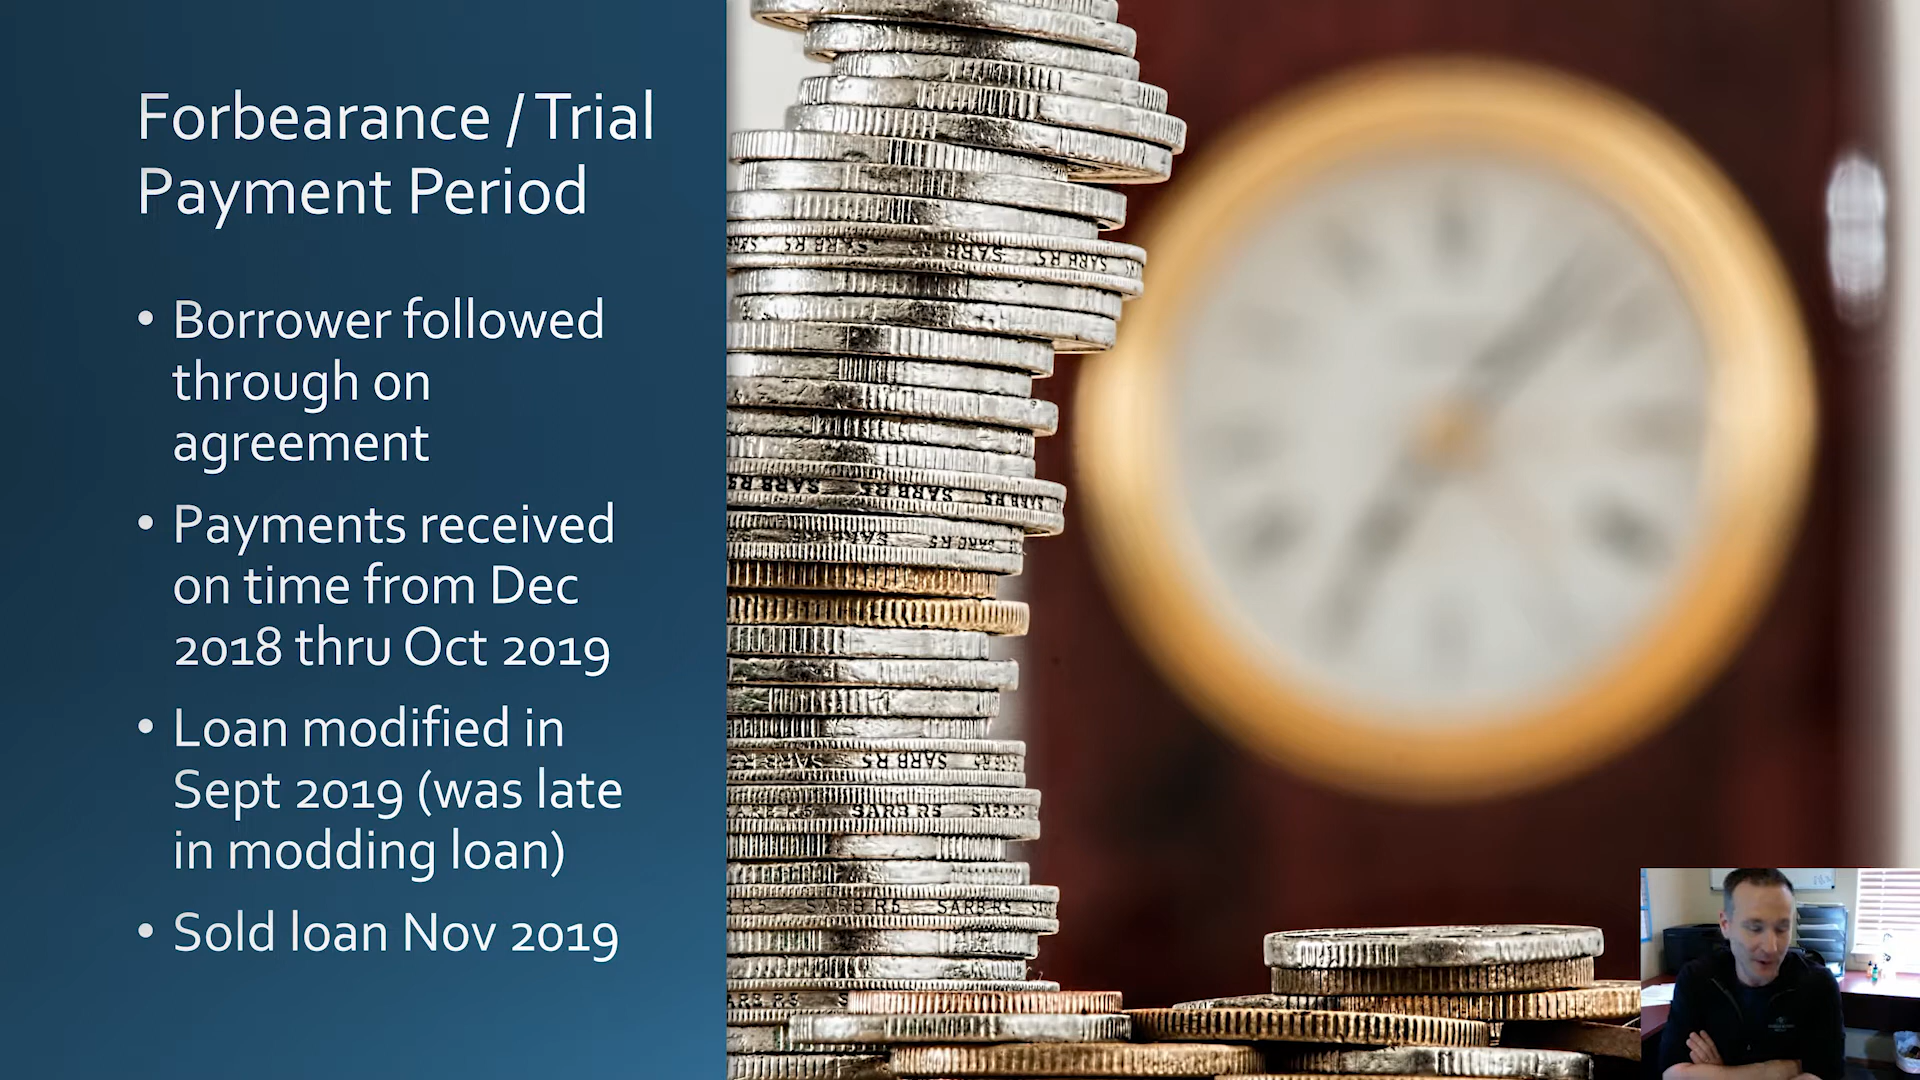 Forbearance / Trial
Payment Period
• Borrower followed
through on
agreement
• Payments received
on time from Dec
2018 thru Oct 2019
• Loan modified in
Sept 2019 (was late
in modding loan)
• Sold loan Nov 2019